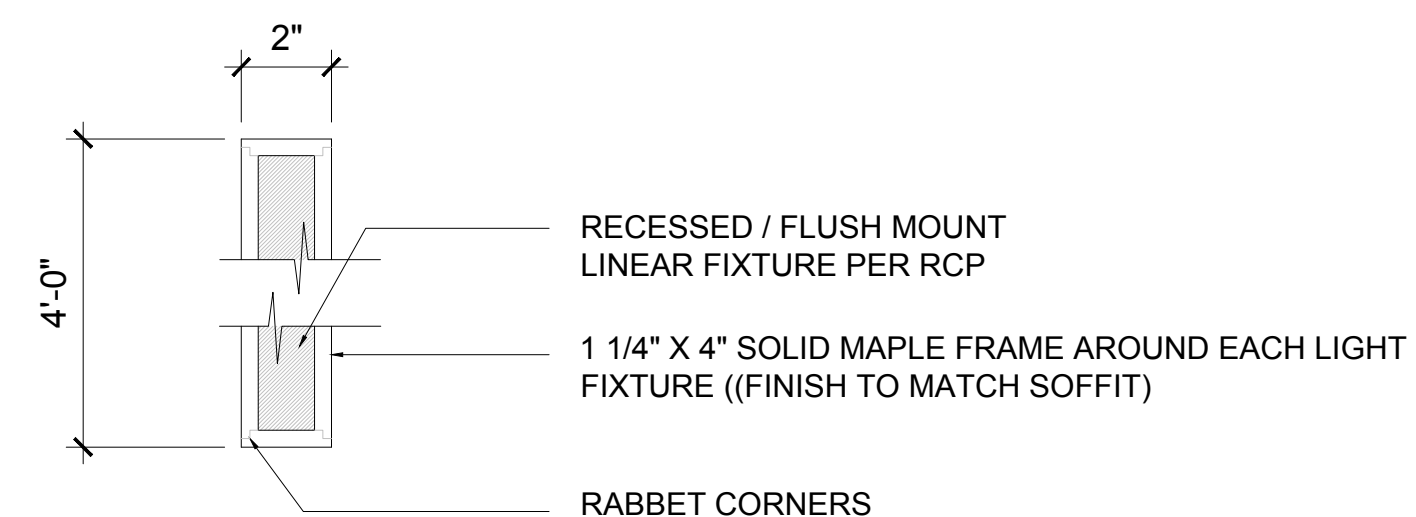 2"
4'-0"
RECESSED / FLUSH MOUNT
LINEAR FIXTURE PER RCP
1 1/4" X 4" SOLID MAPLE FRAME AROUND EACH LIGHT
FIXTURE ((FINISH TO MATCH SOFFIT)
RABBET CORNERS